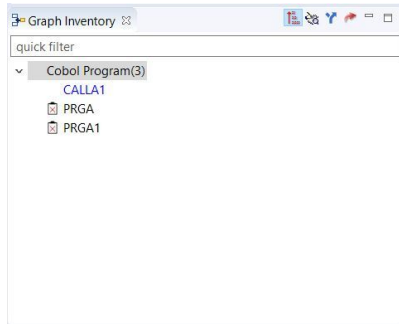 Graph Inventory
quick filter
Cobol Program(3)
CALLA1
PRGA
PRGA1